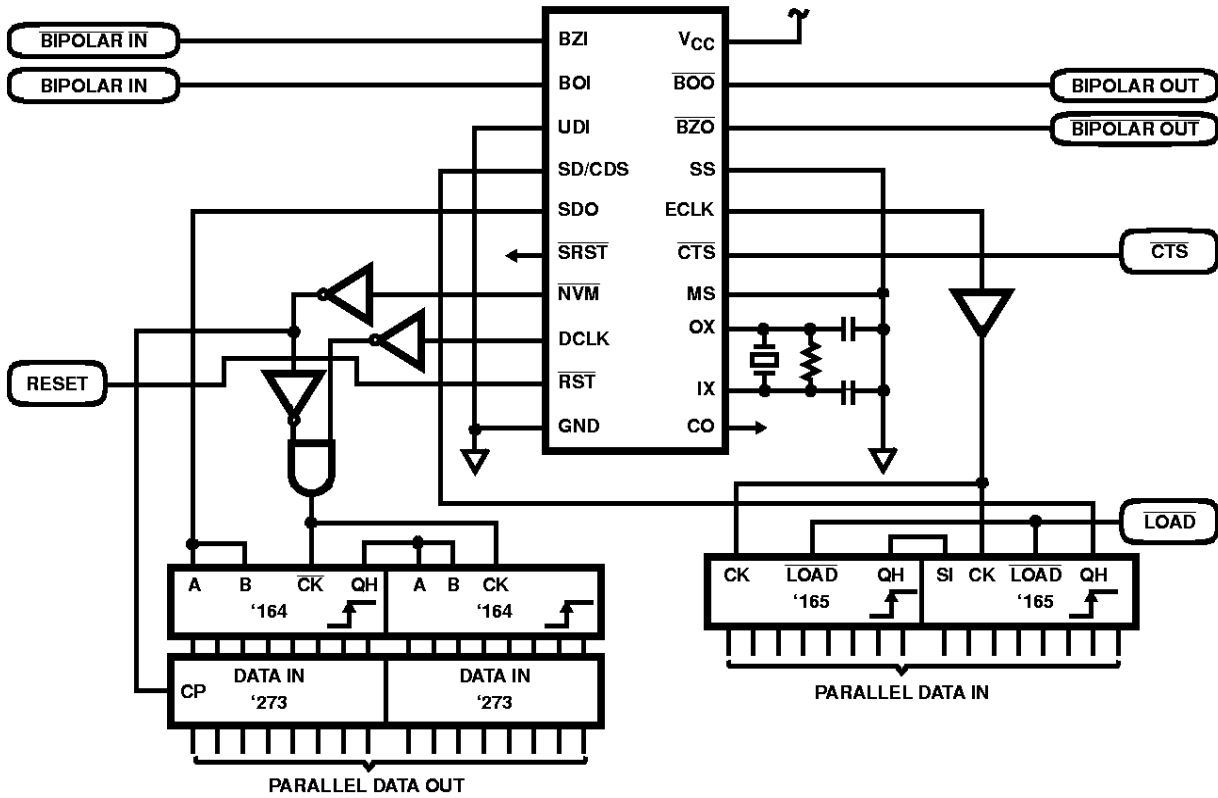 BIPOLAR IN
BIPOLAR IN
RESET
BZI
BOI
UDI
SD/CDS
SDO
SRST
NVM
DCLK
RST
GND
VCC
BOO
BZO
SS
ECLK
CTS
MS
OX
IX
CO
BIPOLAR OUT
BIPOLAR OUT
CTS
LOAD
A B CK QH A B CK
‘164 ‘164
DATA IN DATA IN
CP ‘273 ‘273
PARALLEL DATA OUT
CK LOAD QH SI CK LOAD QH
‘165 ‘165
PARALLEL DATA IN